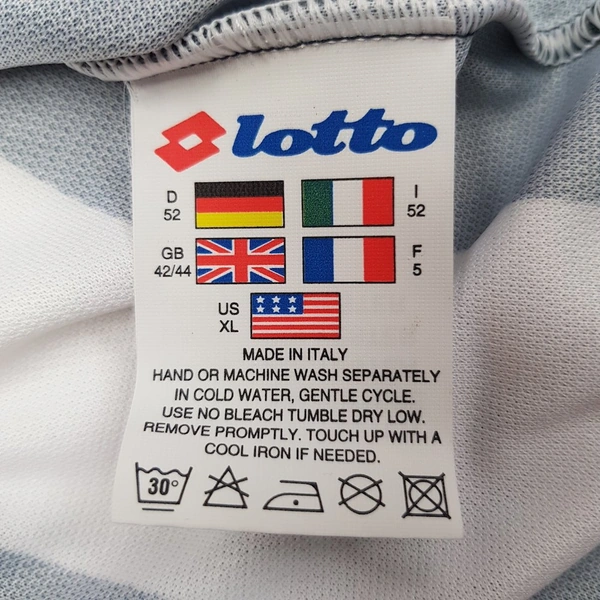 lotto
D
52
I
52
GB
42/44
F
5
US
XL
MADE IN ITALY
HAND OR MACHINE WASH SEPARATELY
IN COLD WATER, GENTLE CYCLE.
USE NO BLEACH TUMBLE DRY LOW.
REMOVE PROMPTLY. TOUCH UP WITH A
COOL IRON IF NEEDED.
30°